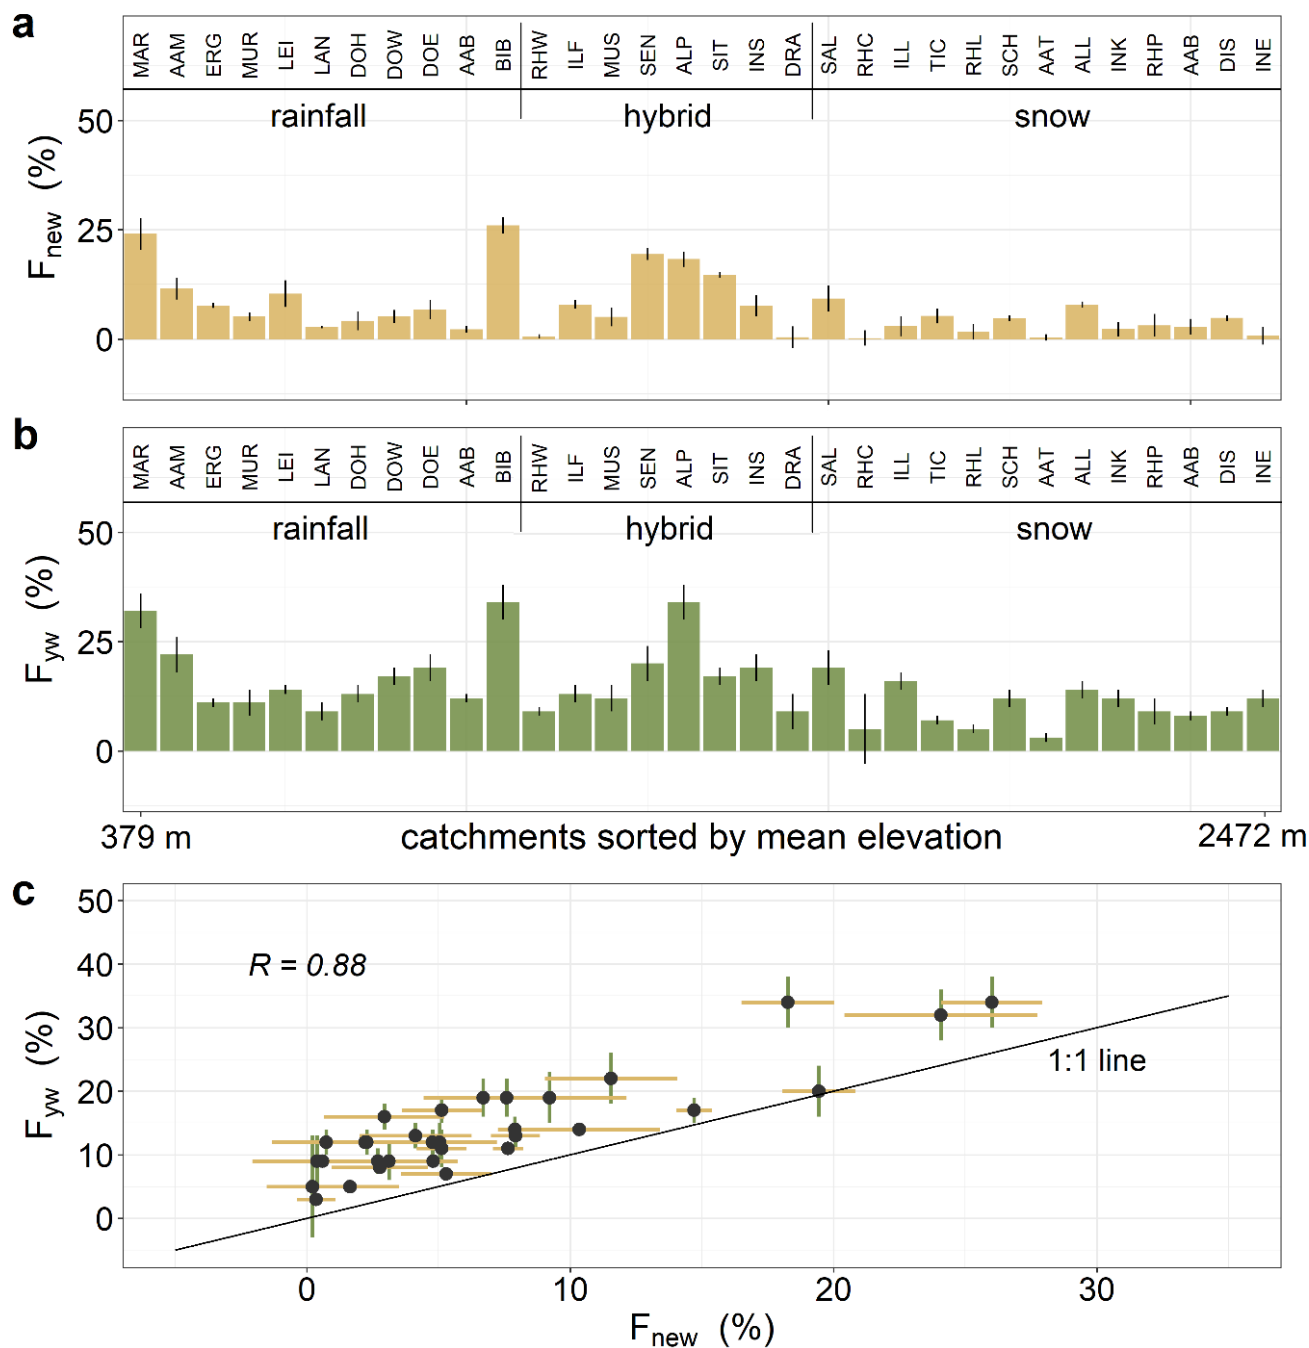 a
MAR AAM ERG MUR LEI LAN DOH DOW DOE AAB BIB RHW ILF MUS SEN ALP SIT INS DRA SAL RHC ILL TIC RHL SCH AAT ALL INK RHP AAB DIS INE
rainfall hybrid snow
50
25
0
Fnew (%)
b
MAR AAM ERG MUR LEI LAN DOH DOW DOE AAB BIB RHW ILF MUS SEN ALP SIT INS DRA SAL RHC ILL TIC RHL SCH AAT ALL INK RHP AAB DIS INE
rainfall hybrid snow
50
25
0
Fyw (%)
379 m catchments sorted by mean elevation 2472 m
c
50
40
30
20
10
0
Fyw (%)
R = 0.88
1:1 line
0 10 20 30
Fnew (%)